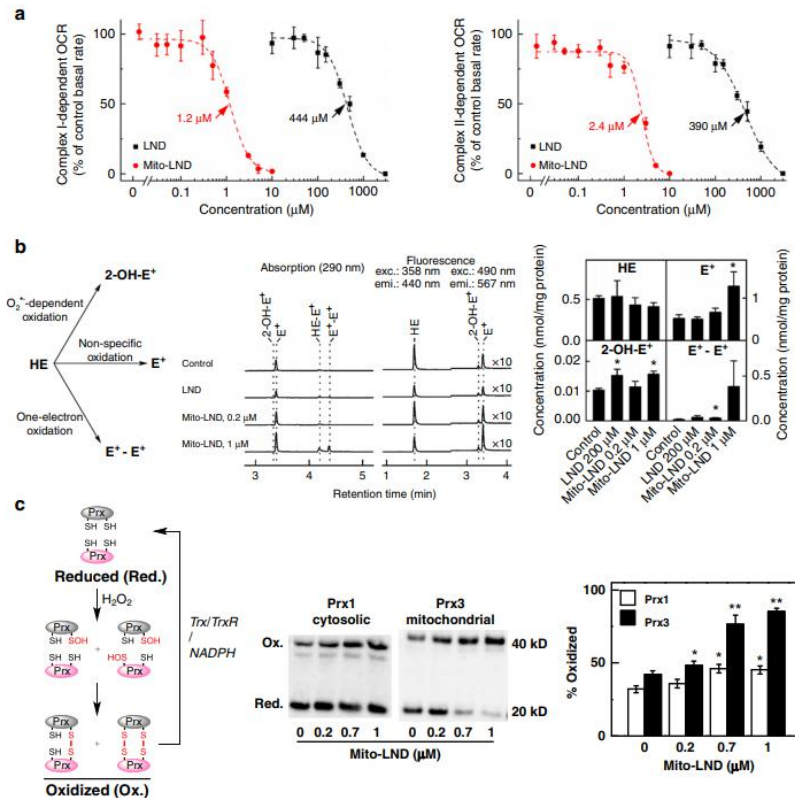 a
Complex I-dependent OCR
(% of control basal rate)
100
50
0
1.2 µM
444 µM
LND
Mito-LND
0 0.1 1 10 100 1000
Concentration (µM)
Complex II-dependent OCR
(% of control basal rate)
100
50
0
2.4 µM
390 µM
LND
Mito-LND
0 0.1 1 10 100 1000
Concentration (µM)
b
2-OH-E+
O2•–-dependent
oxidation
HE
Non-specific
oxidation
E+
One-electron
oxidation
E+ - E+
Absorption (290 nm)
Fluorescence
exc.: 358 nm exc.: 490 nm
emi.: 440 nm emi.: 567 nm
2-OH-E+
E+
HE-E+
E+-E+
HE
2-OH-E+
E+
Control
×10
LND
×10
Mito-LND, 0.2 µM
×10
Mito-LND, 1 µM
×10
3 4 5 1 2 3 4
Retention time (min)
Concentration (nmol/mg protein)
HE
0.5
0.0
E+
*
1
0
2-OH-E+
0.02
0.01
0.00
* *
E+ - E+
*
0.5
0.0
Concentration (nmol/mg protein)
Control
LND 200 µM
Mito-LND 0.2 µM
Mito-LND 1 µM
Control
LND 200 µM
Mito-LND 0.2 µM
Mito-LND 1 µM
c
Prx
SH SH
SH SH
Prx
Reduced (Red.)
H2O2
Trx/TrxR
/
NADPH
Prx Prx
SH SOH SH SOH
+
SH SH HOS SH
Prx Prx
Prx Prx
SH S S S
+
SH S S S
Prx Prx
Oxidized (Ox.)
Prx1
cytosolic
Prx3
mitochondrial
Ox.
40 kD
Red.
20 kD
0 0.2 0.7 1 0 0.2 0.7 1
Mito-LND (µM)
% Oxidized
100
50
0
Prx1
Prx3
* * ** * **
0 0.2 0.7 1
Mito-LND (µM)